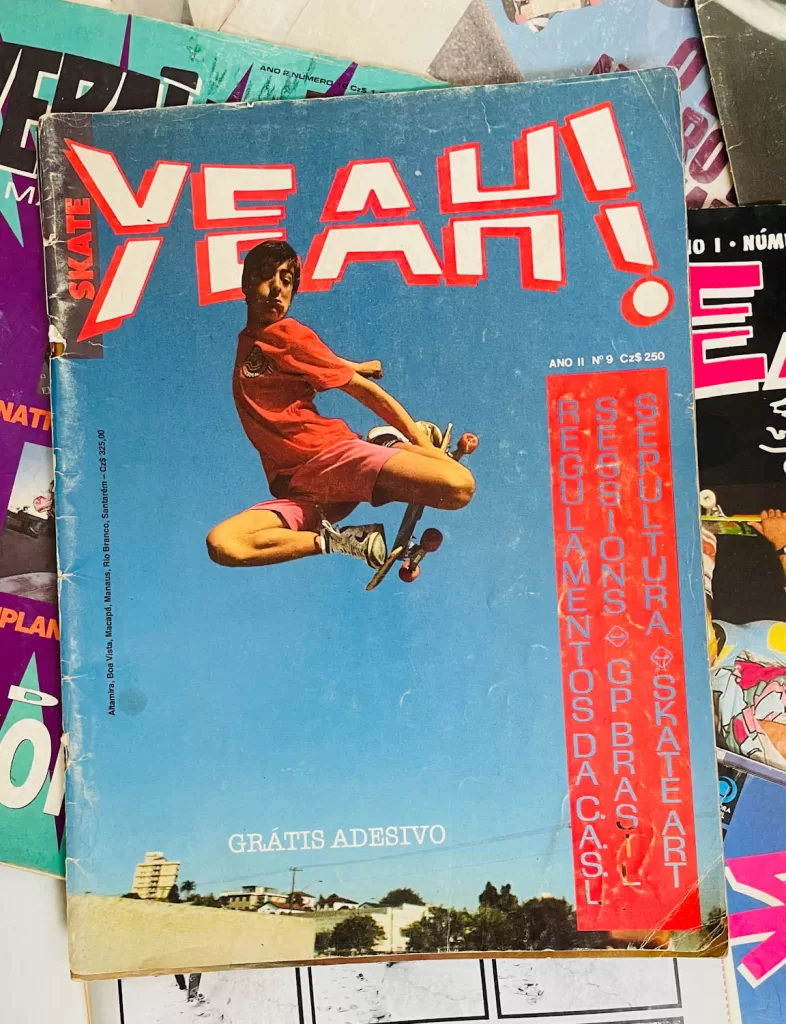 ANO 2 NÚMERO
SKATE
YEAH!
ANO II Nº 9 Cz$ 250
SEPULTURA SKATE ART
SESSIONS GP BRASIL
REGULAMENTOS DA C.A.S.L
Altamira, Boa Vista, Macapá, Manaus, Rio Branco, Santarém – Cz$ 325,00
GRÁTIS ADESIVO